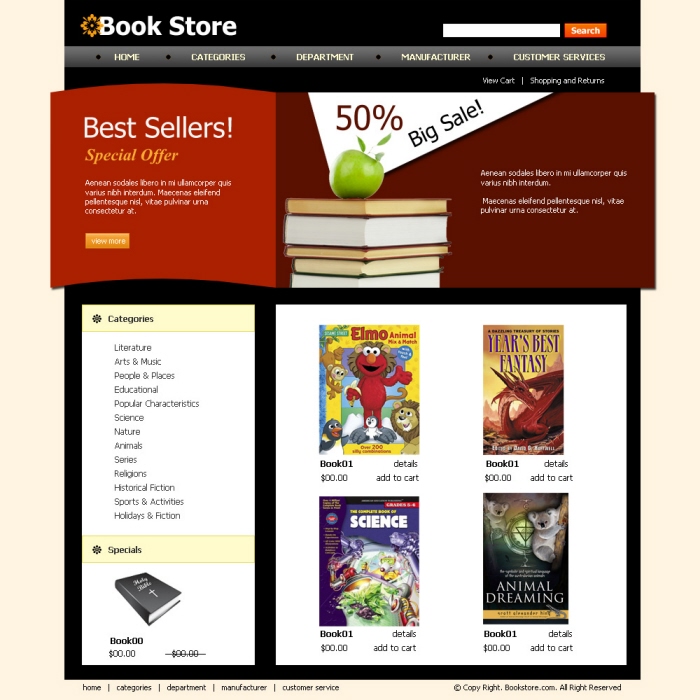 Book Store
Search
HOME
CATEGORIES
DEPARTMENT
MANUFACTURER
CUSTOMER SERVICES
View Cart | Shopping and Returns
Best Sellers!
Special Offer
Aenean sodales libero in mi ullamcorper quis
varius nibh interdum. Maecenas eleifend
pellentesque nisl, vitae pulvinar urna
consectetur at.
view more
50%
Big Sale!
Aenean sodales libero in mi ullamcorper quis
varius nibh interdum.
Maecenas eleifend pellentesque nisl, vitae
pulvinar urna consectetur at.
Categories
Literature
Arts & Music
People & Places
Educational
Popular Characteristics
Science
Nature
Animals
Series
Religions
Historical Fiction
Sports & Activities
Holidays & Fiction
Specials
Holy
Bible
Book00
$00.00 $00.00
SESAME STREET
Elmo Animal
Mix & Match
Over 200
silly combinations
Book01 details
$00.00 add to cart
A DAZZLING TREASURY OF STORIES
YEAR'S BEST
FANTASY
Book01 details
$00.00 add to cart
GRADES 5-6
THE COMPLETE BOOK OF
SCIENCE
Book01 details
$00.00 add to cart
ANIMAL
DREAMING
scott alexander king
Book01 details
$00.00 add to cart
home | categories | department | manufacturer | customer service
© Copy Right. Bookstore.com. All Right Reserved